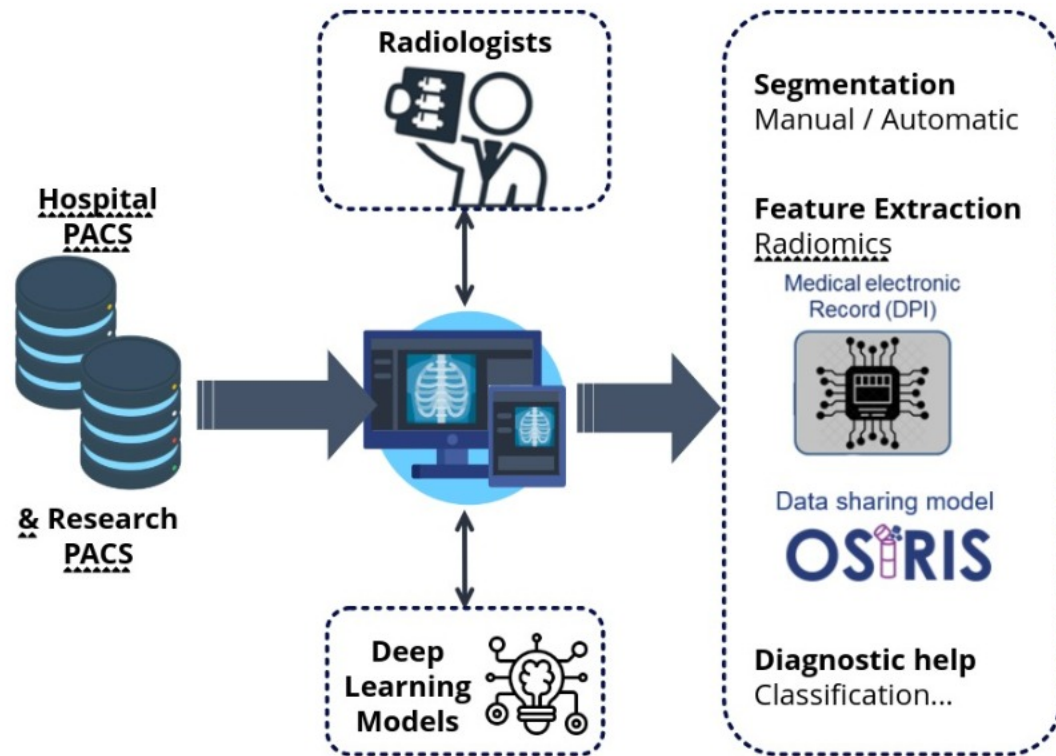 Radiologists
Hospital
PACS
& Research
PACS
Deep
Learning
Models
Segmentation
Manual / Automatic
Feature Extraction
Radiomics
Medical electronic
Record (DPI)
Data sharing model
OSIRIS
Diagnostic help
Classification...